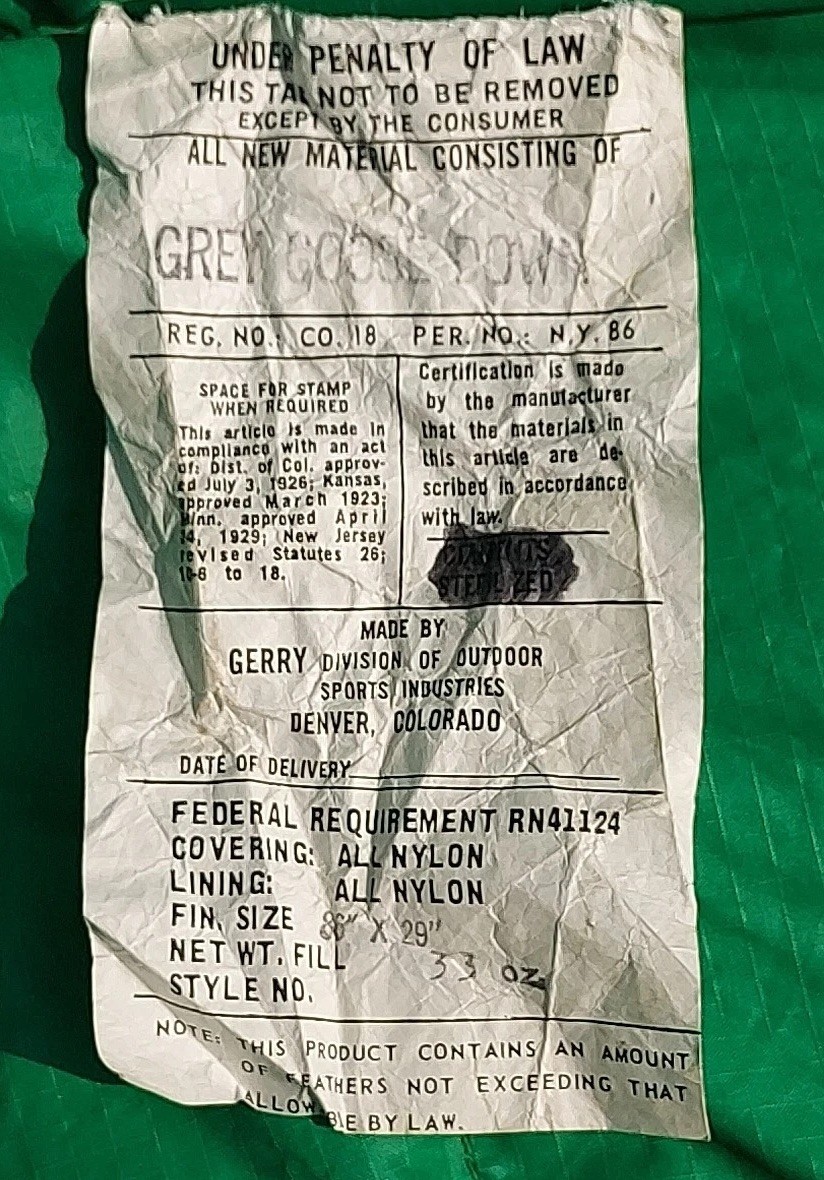 UNDER PENALTY OF LAW
THIS TA NOT TO BE REMOVED
EXCEPT BY THE CONSUMER
ALL NEW MATERIAL CONSISTING OF
GREY GOOSE DOWN
REG. NO.: CO. 18 PER. NO.: N.Y. 86
SPACE FOR STAMP
WHEN REQUIRED
This article is made in
compliance with an act
of: Dist. of Col. approv-
ed July 3, 1926; Kansas,
approved March 1923;
Minn. approved April
24, 1929; New Jersey
revised Statutes 26;
10-6 to 18.
Certification is made
by the manufacturer
that the materials in
this article are de-
scribed in accordance
with law.
CONTENTS
STERILIZED
MADE BY
GERRY DIVISION OF OUTDOOR
SPORTS INDUSTRIES
DENVER, COLORADO
DATE OF DELIVERY
FEDERAL REQUIREMENT RN41124
COVERING: ALL NYLON
LINING: ALL NYLON
FIN. SIZE 86" X 29"
NET WT. FILL 33 OZ
STYLE NO.
NOTE: THIS PRODUCT CONTAINS AN AMOUNT
OF FEATHERS NOT EXCEEDING THAT
ALLOWABLE BY LAW.